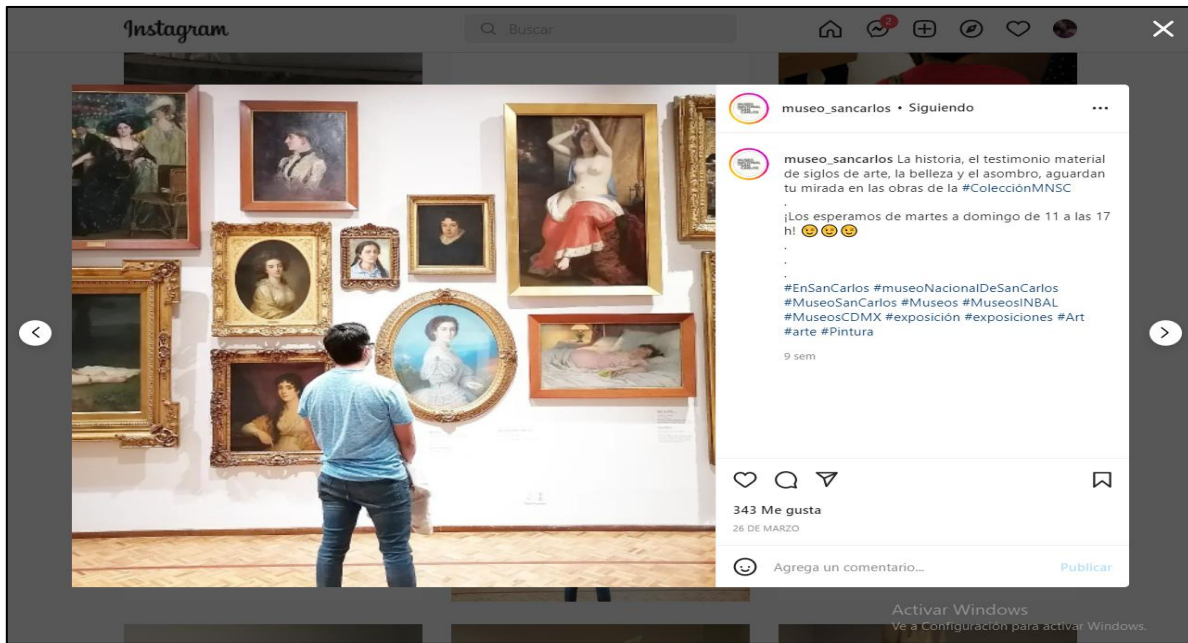 Instagram
Buscar
2
museo_sancarlos • Siguiendo
museo_sancarlos La historia, el testimonio material
de siglos de arte, la belleza y el asombro, aguardan
tu mirada en las obras de la #ColecciónMNSC
.
¡Los esperamos de martes a domingo de 11 a las 17
h! 😉😉😉
.
.
.
#EnSanCarlos #museoNacionalDeSanCarlos
#MuseoSanCarlos #Museos #MuseosINBAL
#MuseosCDMX #exposición #exposiciones #Art
#arte #Pintura
9 sem
343 Me gusta
26 DE MARZO
Agrega un comentario...
Publicar
Activar Windows
Ve a Configuración para activar Windows.